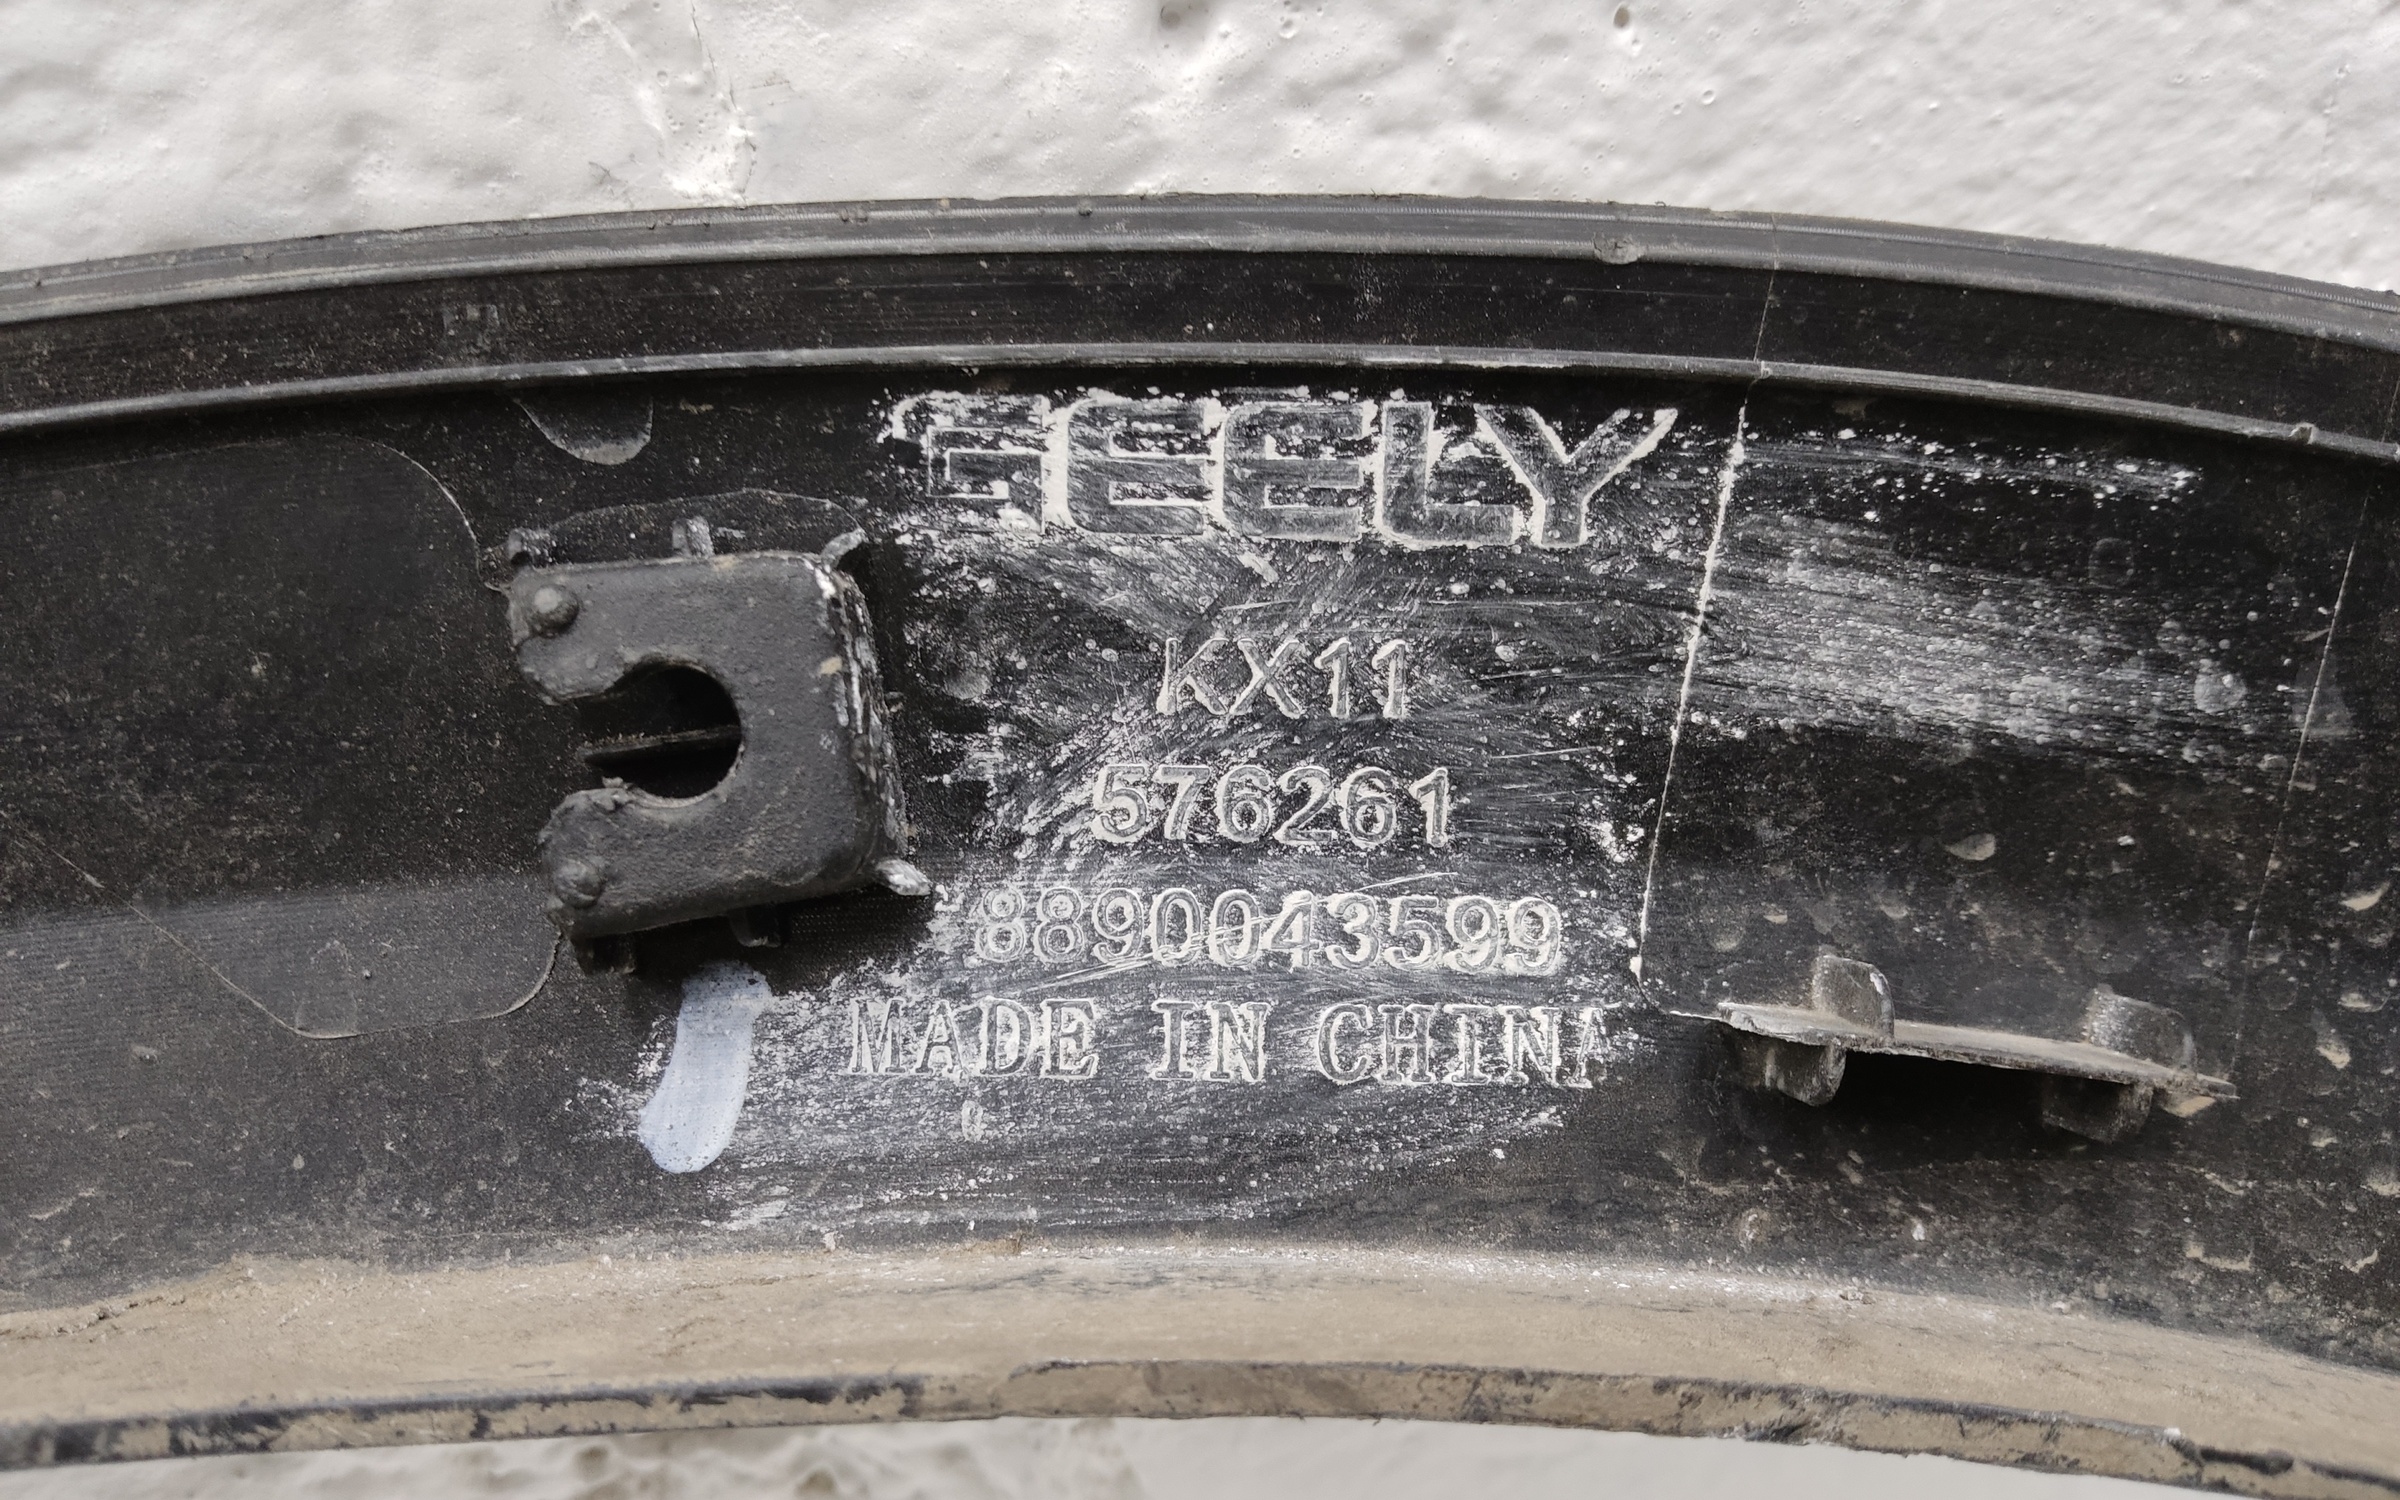 GEELY
KX11
576261
8890043599
MADE IN CHINA